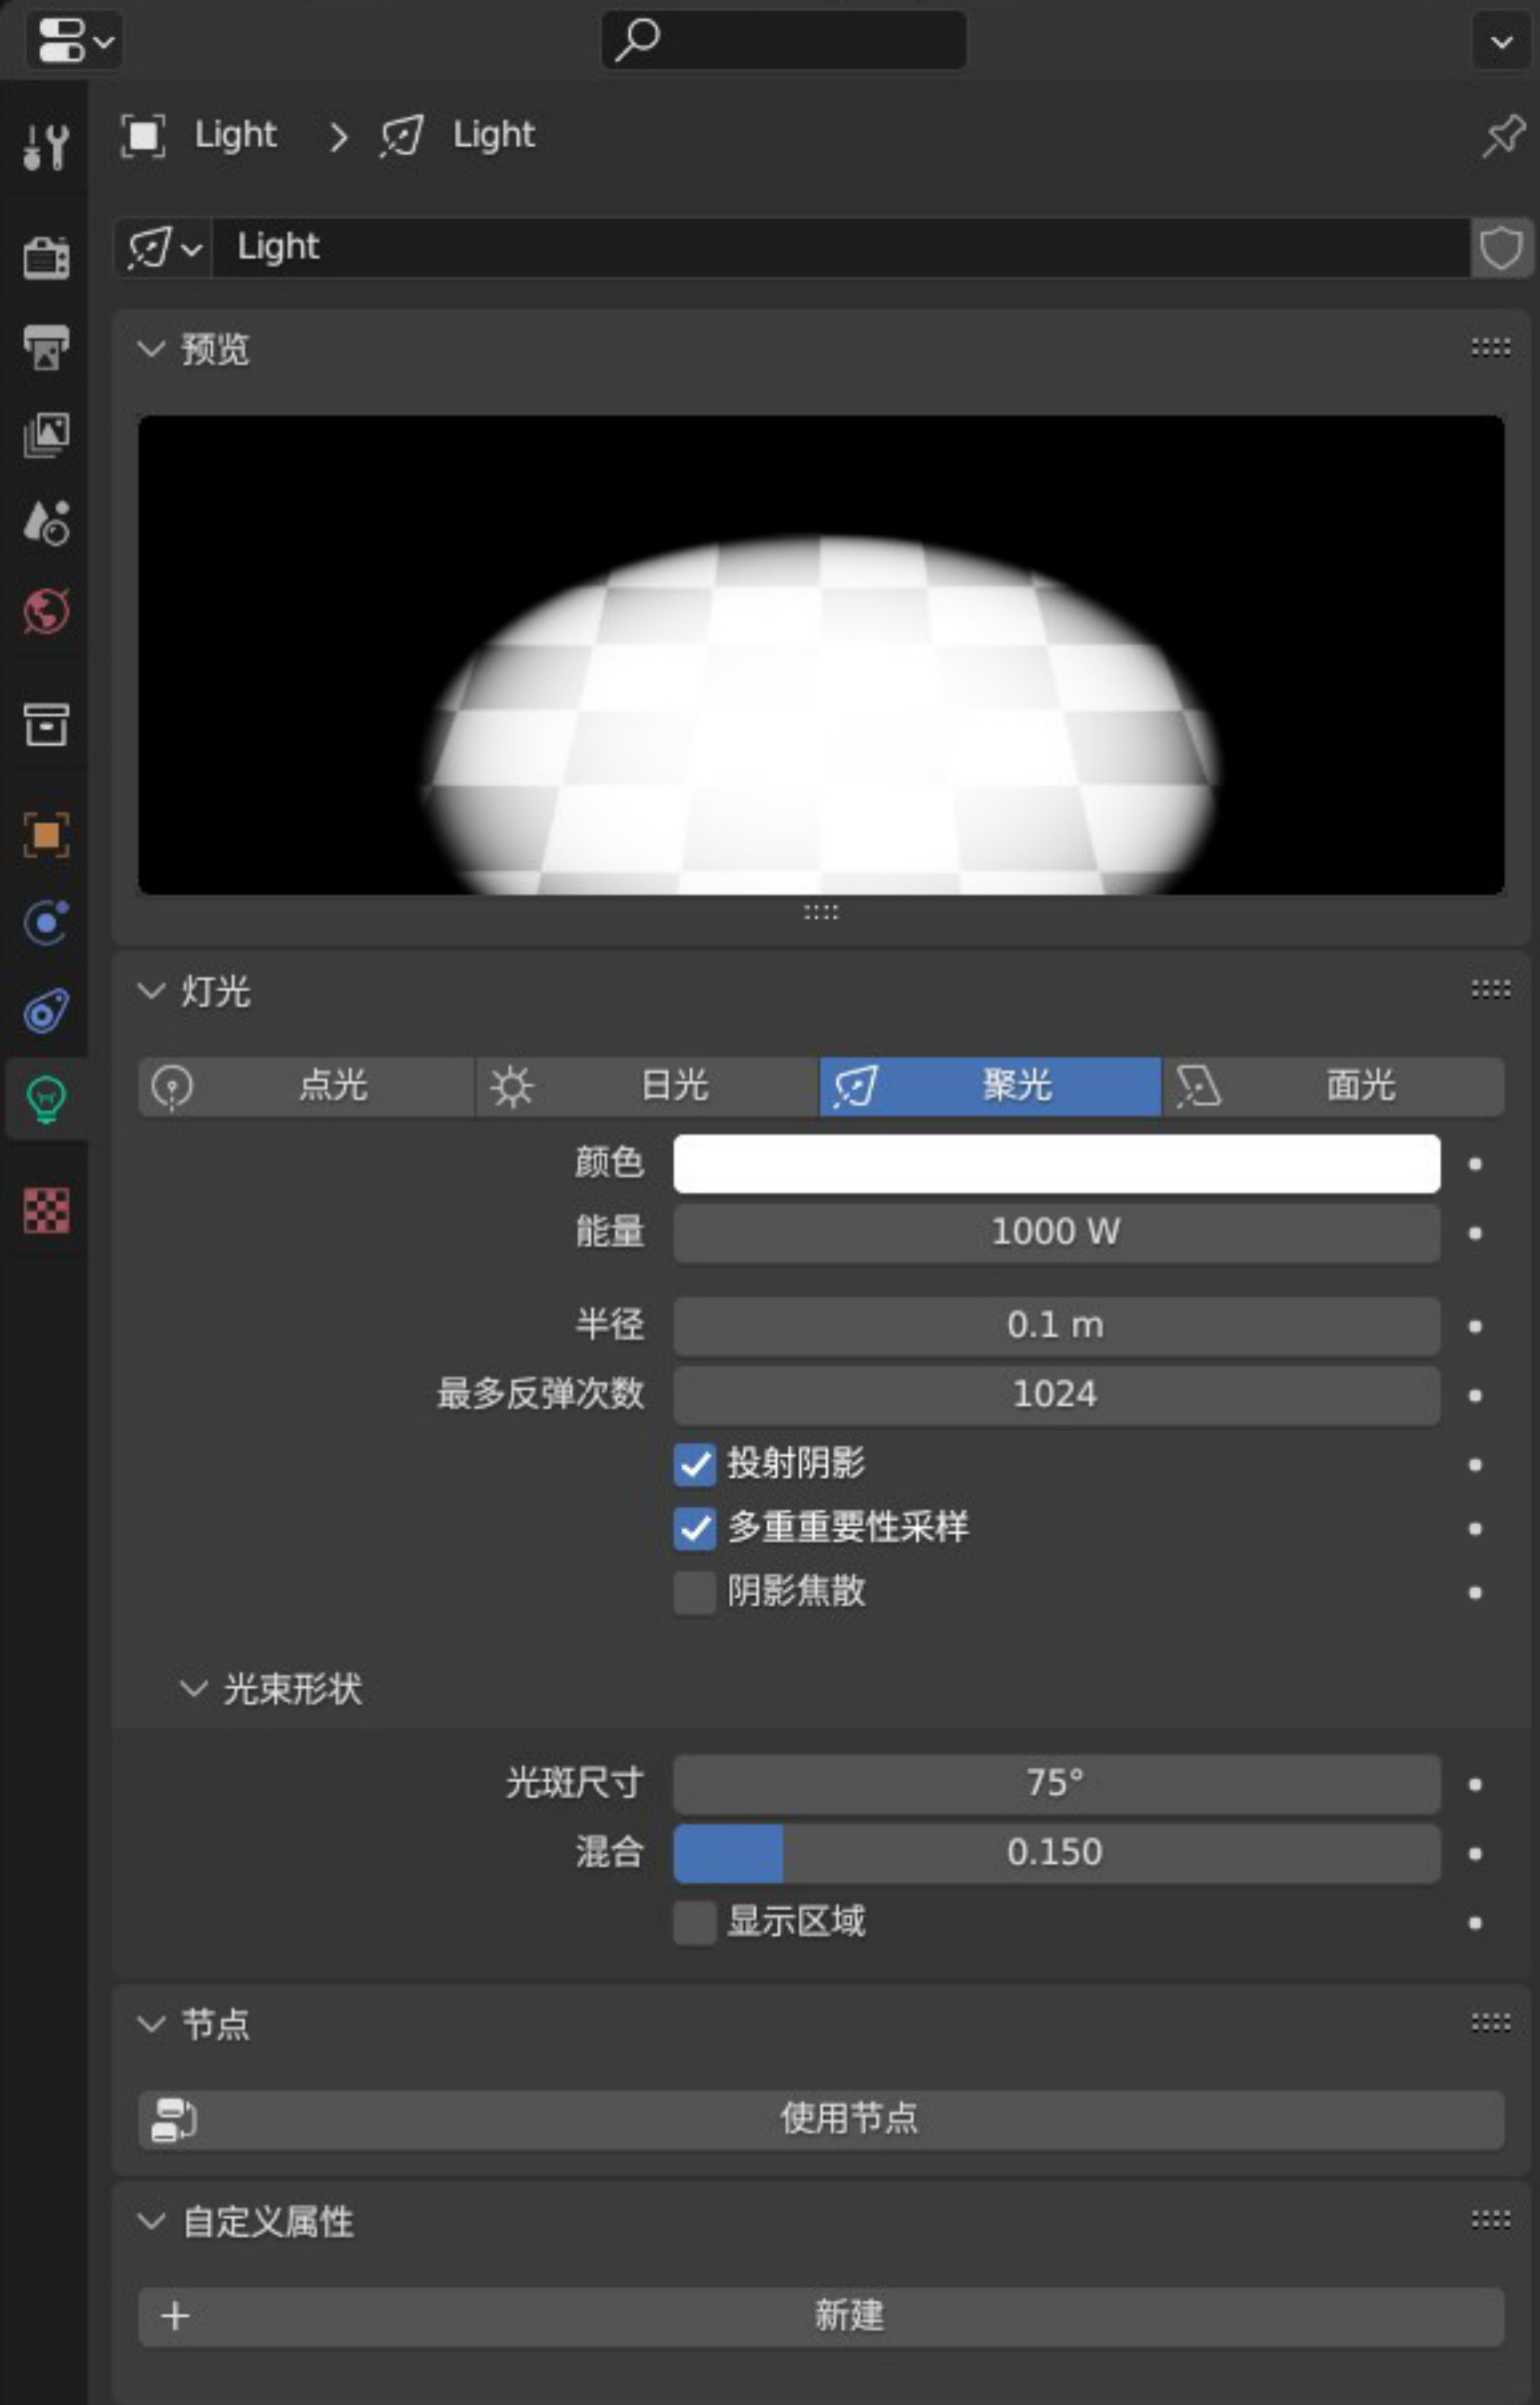 Light > Light
Light
预览
灯光
点光 日光 聚光 面光
颜色
能量 1000 W
半径 0.1 m
最多反弹次数 1024
投射阴影
多重重要性采样
阴影焦散
光束形状
光斑尺寸 75°
混合 0.150
显示区域
节点
使用节点
自定义属性
新建